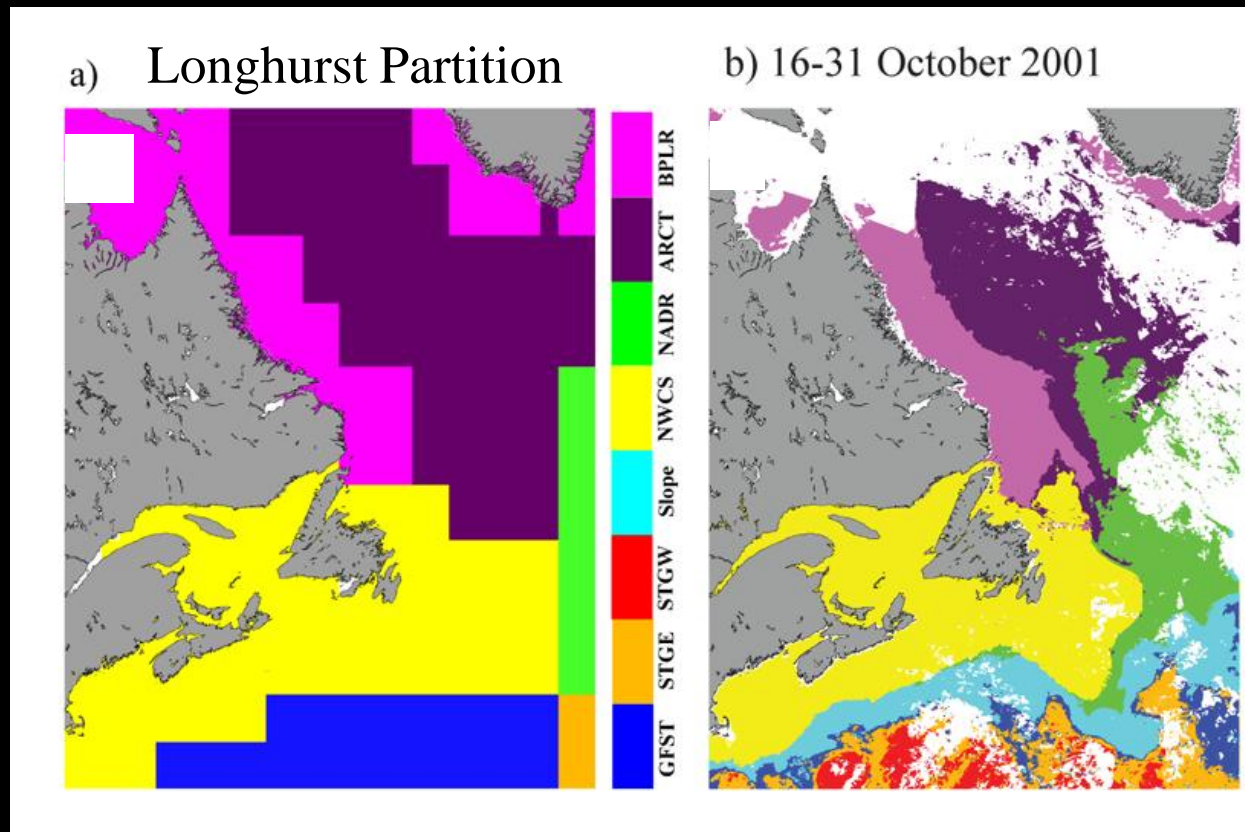 a) Longhurst Partition
b) 16-31 October 2001
BPLR
ARCT
NADR
NWCS
Slope
STGW
STGE
GFST